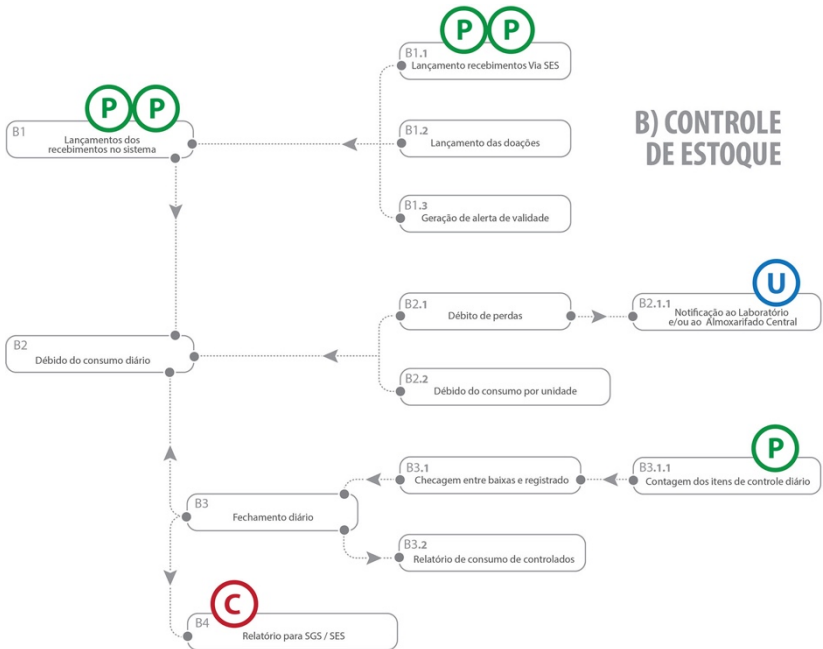 B) CONTROLE
DE ESTOQUE
P P
B1
Lançamentos dos
recebimentos no sistema
P P
B1.1
Lançamento recebimentos Via SES
B1.2
Lançamento das doações
B1.3
Geração de alerta de validade
B2
Débido do consumo diário
B2.1
Débito de perdas
U
B2.1.1
Notificação ao Laboratório
e/ou ao Almoxarifado Central
B2.2
Débido do consumo por unidade
B3
Fechamento diário
B3.1
Checagem entre baixas e registrado
P
B3.1.1
Contagem dos itens de controle diário
B3.2
Relatório de consumo de controlados
C
B4
Relatório para SGS / SES